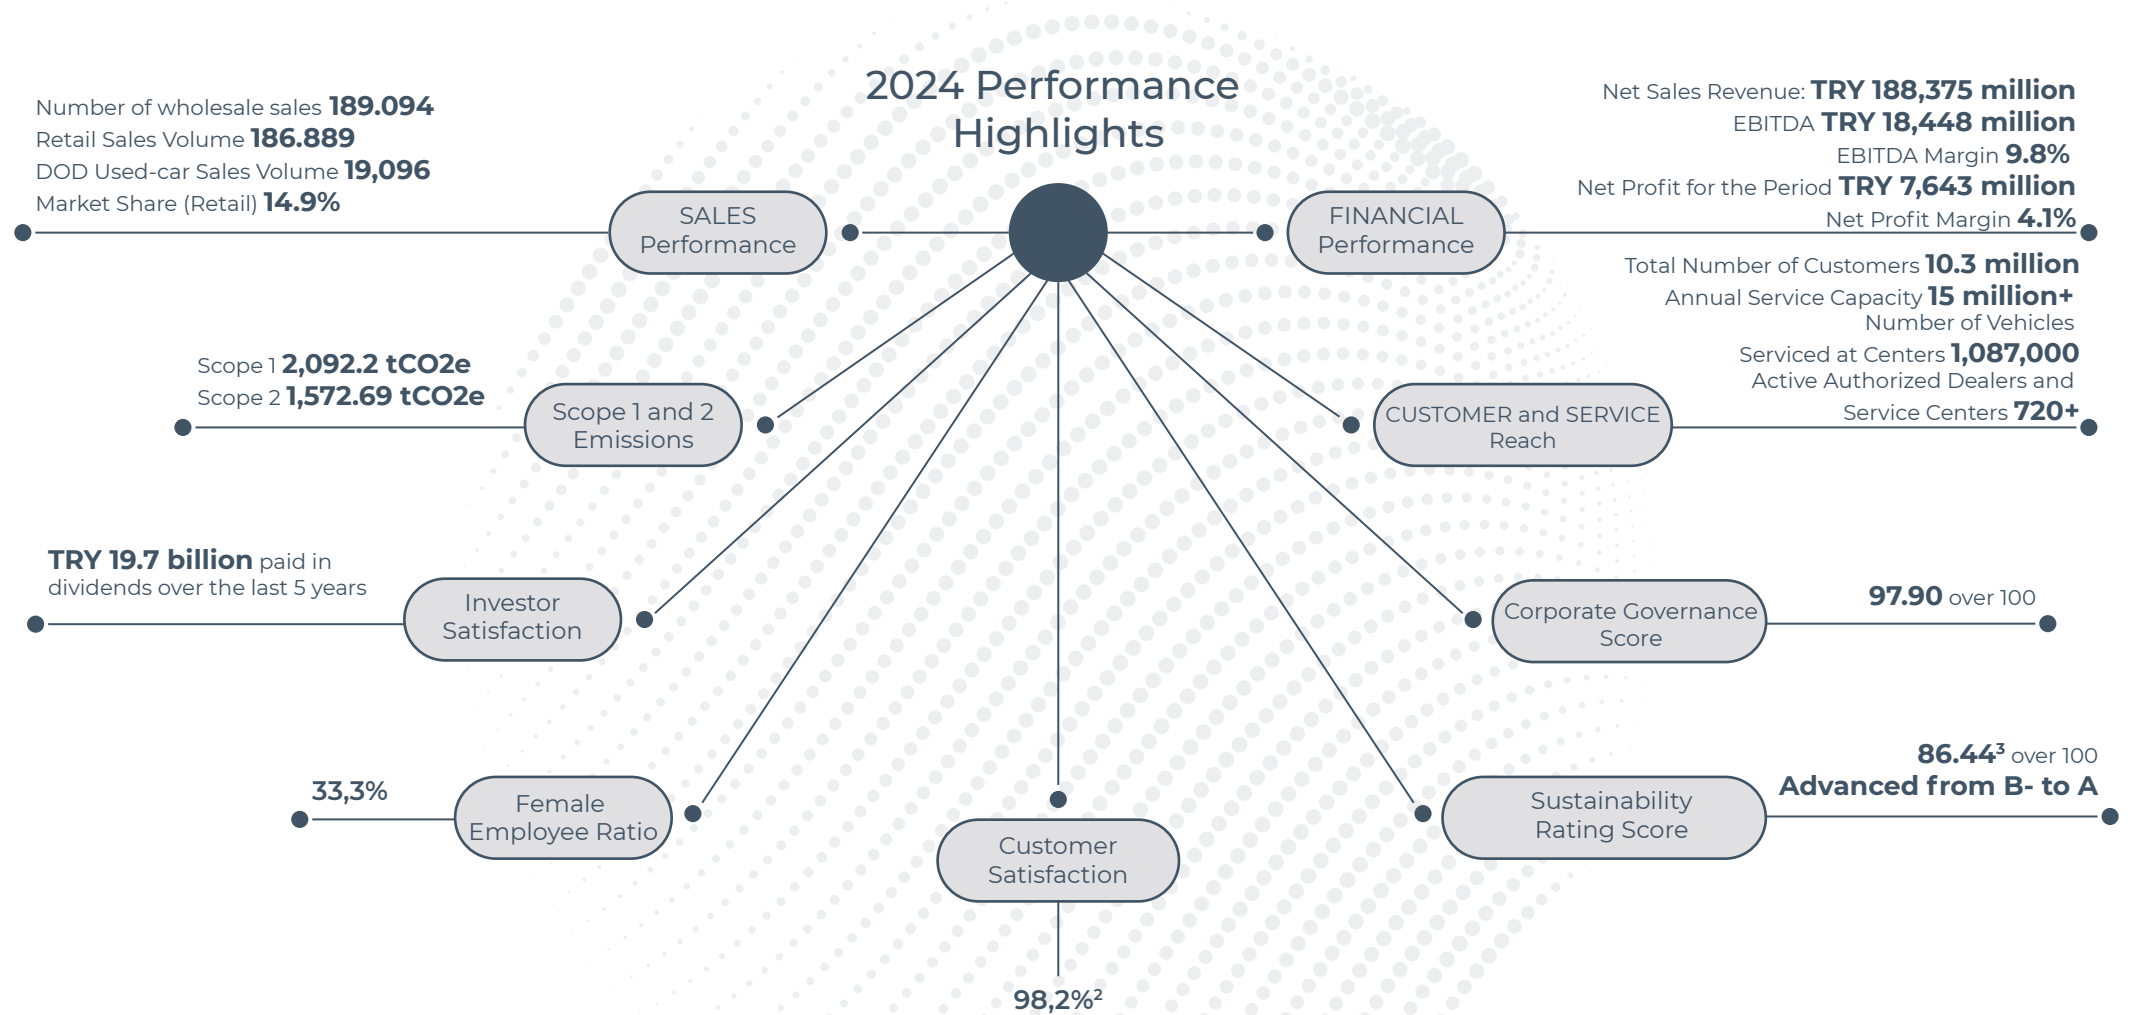 2024 Performance
Highlights
Number of wholesale sales 189.094
Retail Sales Volume 186.889
DOD Used-car Sales Volume 19,096
Market Share (Retail) 14.9%
SALES
Performance
FINANCIAL
Performance
Net Sales Revenue: TRY 188,375 million
EBITDA TRY 18,448 million
EBITDA Margin 9.8%
Net Profit for the Period TRY 7,643 million
Net Profit Margin 4.1%
Scope 1 2,092.2 tCO2e
Scope 2 1,572.69 tCO2e
Scope 1 and 2
Emissions
CUSTOMER and SERVICE
Reach
Total Number of Customers 10.3 million
Annual Service Capacity 15 million+
Number of Vehicles
Serviced at Centers 1,087,000
Active Authorized Dealers and
Service Centers 720+
TRY 19.7 billion paid in
dividends over the last 5 years
Investor
Satisfaction
Corporate Governance
Score
97.90 over 100
33,3%
Female
Employee Ratio
Customer
Satisfaction
98,2%²
Sustainability
Rating Score
86.44³ over 100
Advanced from B- to A